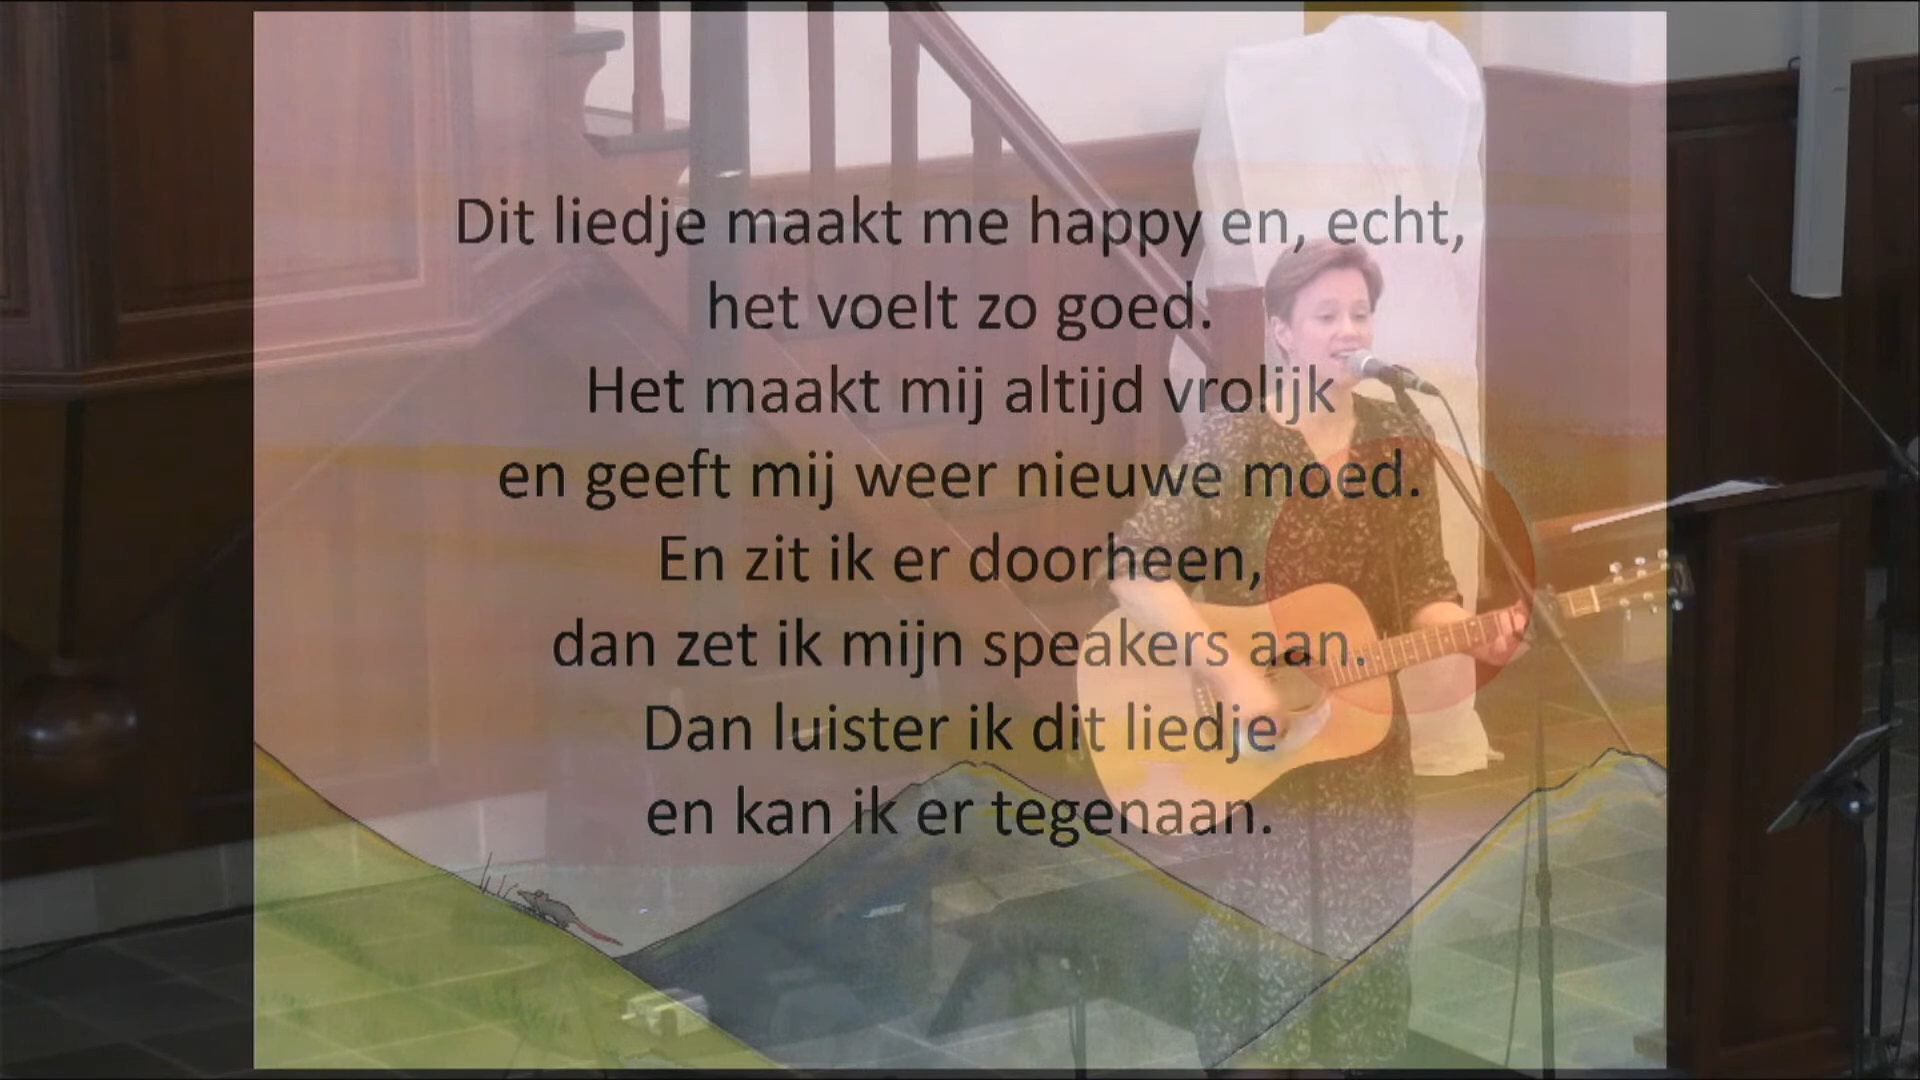 Dit liedje maakt me happy en, echt,
het voelt zo goed.
Het maakt mij altijd vrolijk
en geeft mij weer nieuwe moed.
En zit ik er doorheen,
dan zet ik mijn speakers aan.
Dan luister ik dit liedje
en kan ik er tegenaan.
BOSE